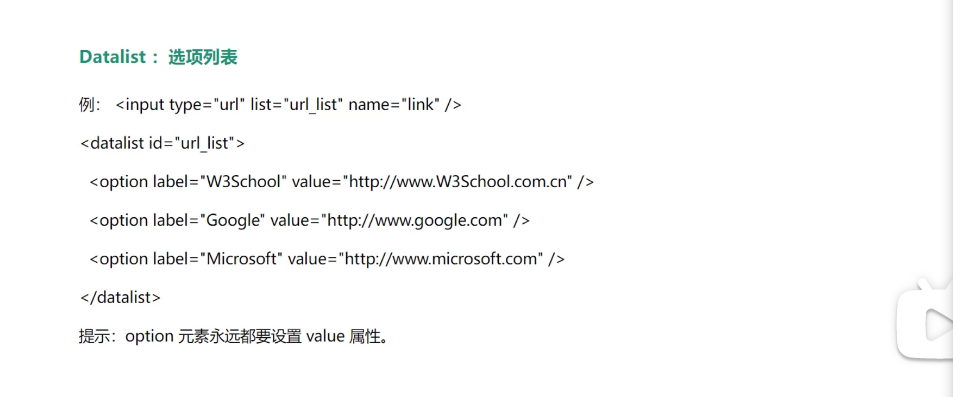 Datalist ：选项列表
例： <input type="url" list="url_list" name="link" />
<datalist id="url_list">
<option label="W3School" value="http://www.W3School.com.cn" />
<option label="Google" value="http://www.google.com" />
<option label="Microsoft" value="http://www.microsoft.com" />
</datalist>
提示：option 元素永远都要设置 value 属性。